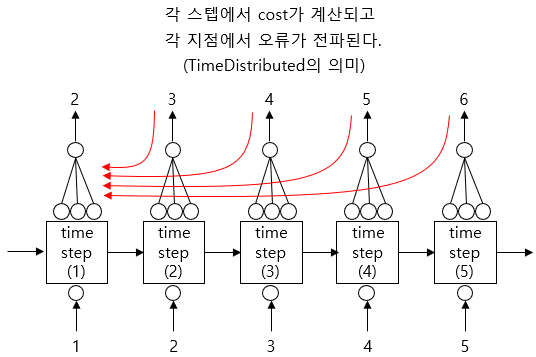 각 스텝에서 cost가 계산되고
각 지점에서 오류가 전파된다.
(TimeDistributed의 의미)
2 3 4 5 6
time time time time time
step step step step step
(1) (2) (3) (4) (5)
1 2 3 4 5